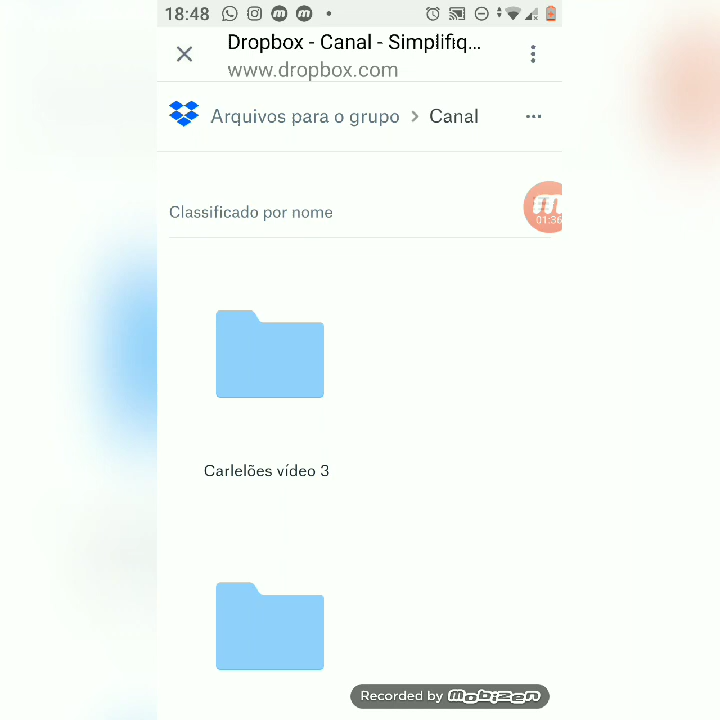 18:48
Dropbox - Canal - Simplifiq...
www.dropbox.com
Arquivos para o grupo > Canal ...
Classificado por nome
01:36
Carlelões vídeo 3
Recorded by mobizen